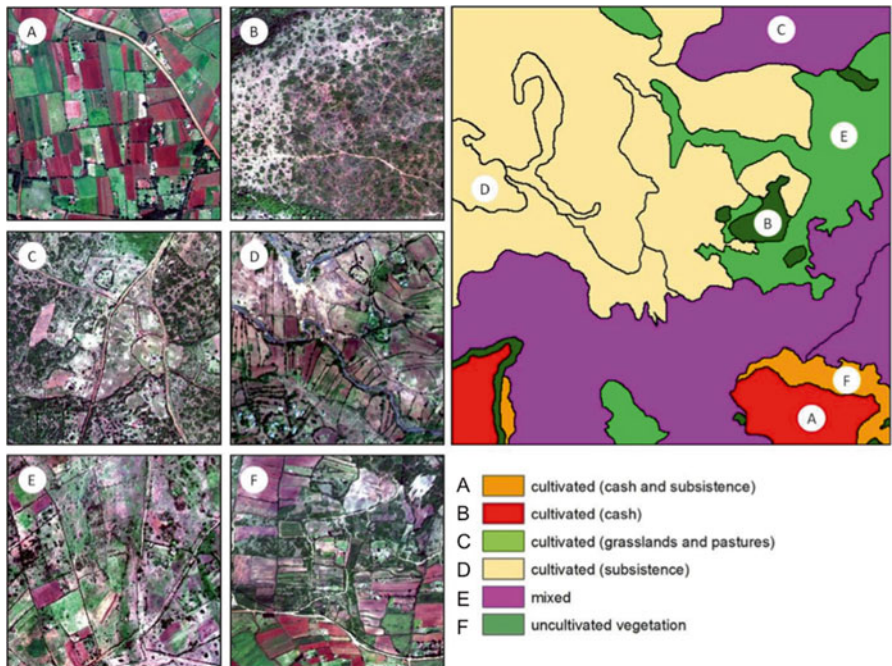 A
B
C
D
E
F
C
E
D
B
F
A
A cultivated (cash and subsistence)
B cultivated (cash)
C cultivated (grasslands and pastures)
D cultivated (subsistence)
E mixed
F uncultivated vegetation